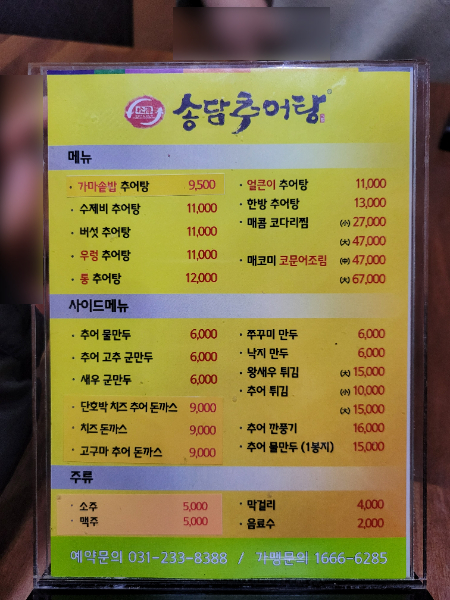 송담추어탕
메뉴
· 가마솥밥 추어탕 9,500
· 수제비 추어탕 11,000
· 버섯 추어탕 11,000
· 우렁 추어탕 11,000
· 통 추어탕 12,000
· 얼큰이 추어탕 11,000
· 한방 추어탕 13,000
· 매콤 코다리찜 (小) 27,000
(大) 47,000
· 매코미 코문어조림 (中) 47,000
(大) 67,000
사이드메뉴
· 추어 물만두 6,000
· 추어 고추 군만두 6,000
· 새우 군만두 6,000
· 단호박 치즈 추어 돈까스 9,000
· 치즈 돈까스 9,000
· 고구마 추어 돈까스 9,000
· 쭈꾸미 만두 6,000
· 낙지 만두 6,000
· 왕새우 튀김 (大) 15,000
· 추어 튀김 (小) 10,000
(大) 15,000
· 추어 깐풍기 16,000
· 추어 물만두 (1봉지) 15,000
주류
· 소주 5,000
· 맥주 5,000
· 막걸리 4,000
· 음료수 2,000
예약문의 031-233-8388 / 가맹문의 1666-6285